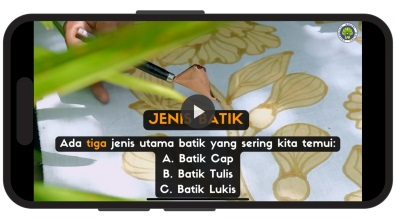 JENIS BATIK
Ada tiga jenis utama batik yang sering kita temui:
A. Batik Cap
B. Batik Tulis
C. Batik Lukis